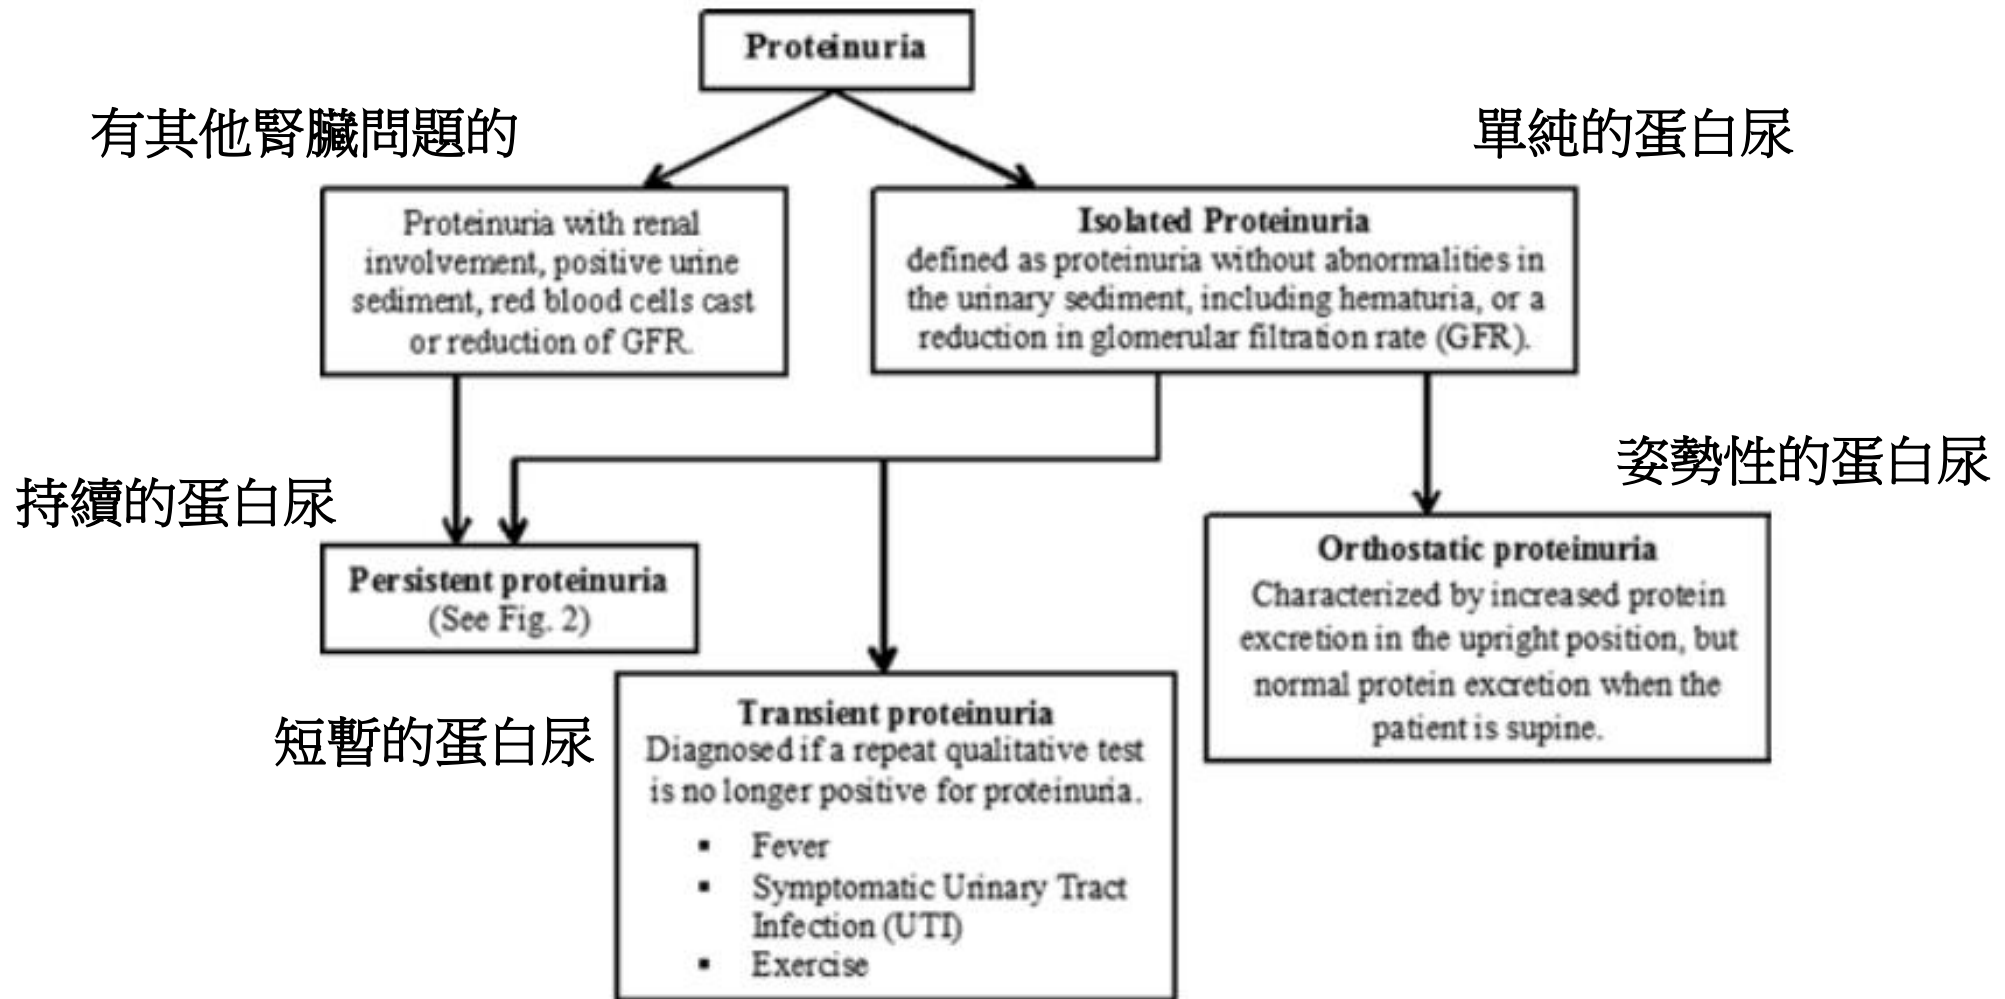 Proteinuria
有其他腎臟問題的
單純的蛋白尿
Proteinuria with renal
involvement, positive urine
sediment, red blood cells cast
or reduction of GFR.
Isolated Proteinuria
defined as proteinuria without abnormalities in
the urinary sediment, including hematuria, or a
reduction in glomerular filtration rate (GFR).
持續的蛋白尿
姿勢性的蛋白尿
Persistent proteinuria
(See Fig. 2)
Orthostatic proteinuria
Characterized by increased protein
excretion in the upright position, but
normal protein excretion when the
patient is supine.
短暫的蛋白尿
Transient proteinuria
Diagnosed if a repeat qualitative test
is no longer positive for proteinuria.
▪ Fever
▪ Symptomatic Urinary Tract
Infection (UTI)
▪ Exercise